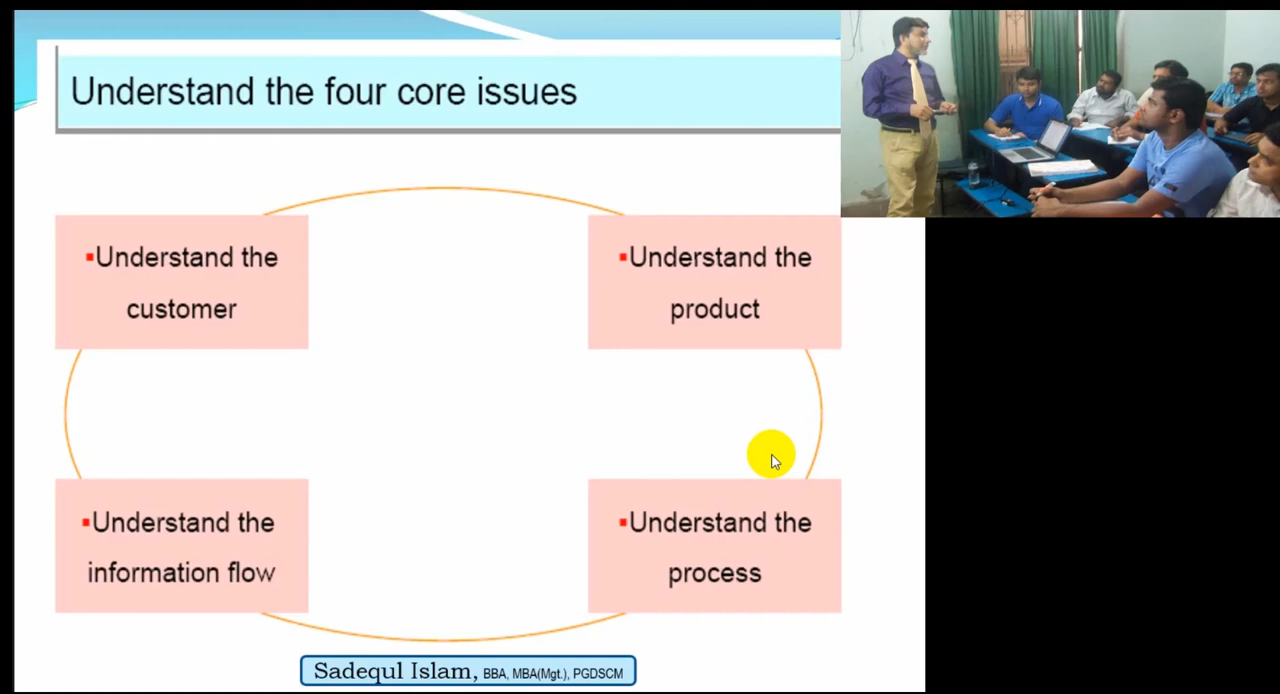 Understand the four core issues
▪Understand the
customer
▪Understand the
product
▪Understand the
information flow
▪Understand the
process
Sadequl Islam, BBA, MBA(Mgt.), PGDSCM